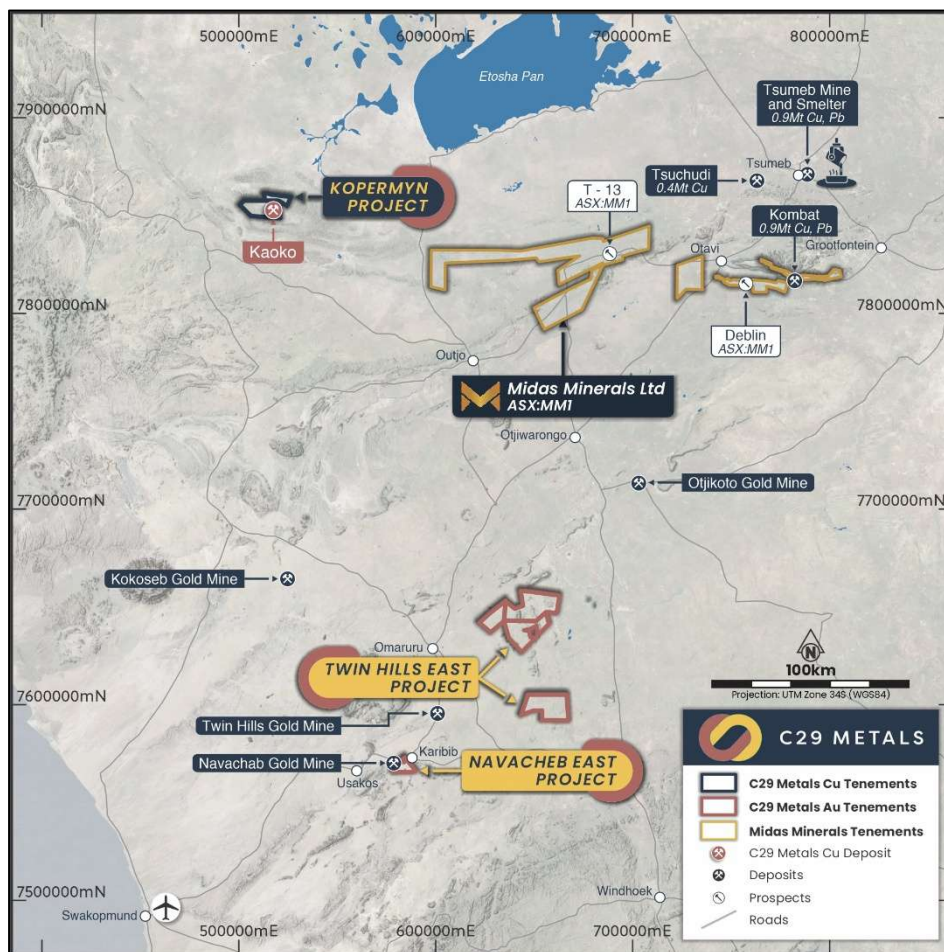 500000mE
600000mE
700000mE
800000mE
Etosha Pan
7900000mN
7900000mN
Tsumeb Mine
and Smelter
0.9Mt Cu, Pb
Tsumeb
Tsuchudi
0.4Mt Cu
KOPERMYN
PROJECT
T - 13
ASX:MM1
Kombat
0.9Mt Cu, Pb
Kaoko
Otavi
Grootfontein
7800000mN
7800000mN
Deblin
ASX:MM1
Outjo
Midas Minerals Ltd
ASX:MM1
Otjiwarongo
7700000mN
Otjikoto Gold Mine
7700000mN
Kokoseb Gold Mine
Omaruru
TWIN HILLS EAST
PROJECT
N
100km
Projection: UTM Zone 34S (WGS84)
7600000mN
Twin Hills Gold Mine
Navachab Gold Mine
Karibib
Usakos
NAVACHEB EAST
PROJECT
C29 METALS
C29 Metals Cu Tenements
C29 Metals Au Tenements
Midas Minerals Tenements
C29 Metals Cu Deposit
Deposits
Prospects
Roads
7500000mN
Windhoek
Swakopmund
500000mE
600000mE
700000mE